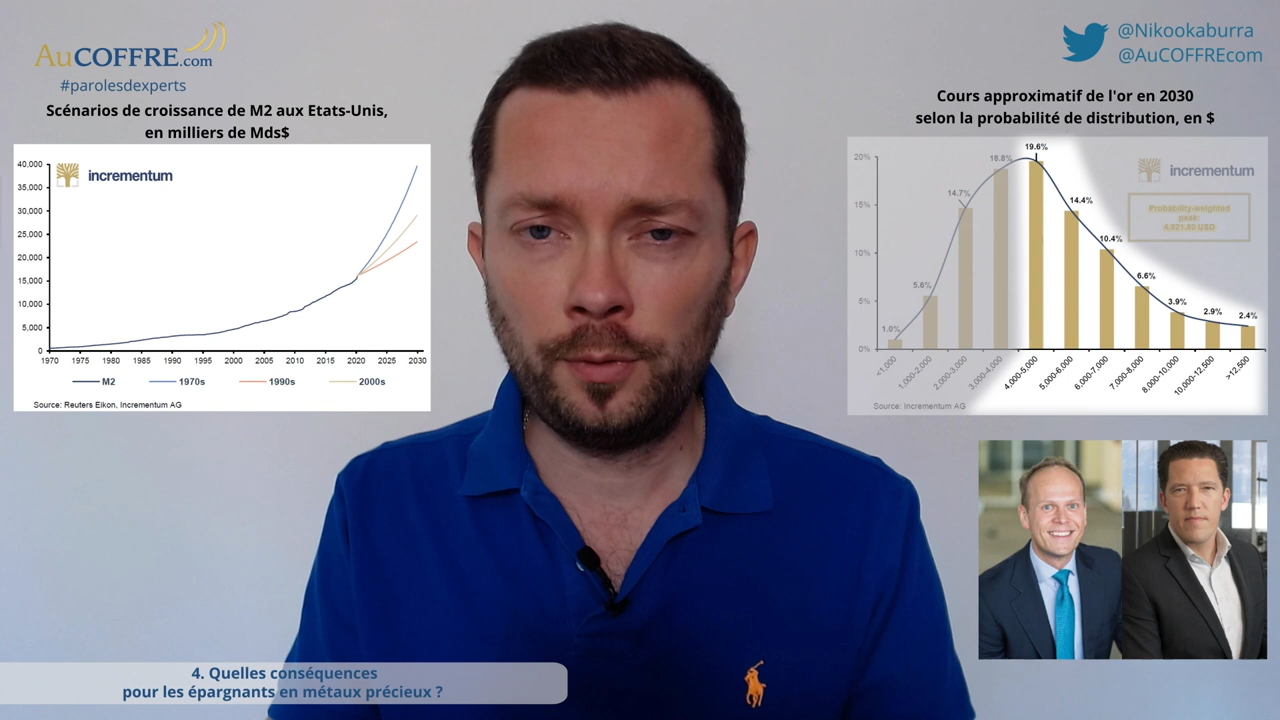 AuCOFFRE.com
#parolesdexperts
Scénarios de croissance de M2 aux Etats-Unis,
en milliers de Mds$
incrementum
40,000
35,000
30,000
25,000
20,000
15,000
10,000
5,000
0
1970 1975 1980 1985 1990 1995 2000 2005 2010 2015 2020 2025 2030
M2 1970s 1990s 2000s
Source: Reuters Eikon, Incrementum AG
@Nikookaburra
@AuCOFFREcom
Cours approximatif de l'or en 2030
selon la probabilité de distribution, en $
incrementum
Probability-weighted
peak:
4,821.89 USD
20%
15%
10%
5%
0%
1.0% 5.6% 14.7% 18.8% 19.6% 14.4% 10.4% 6.6% 3.9% 2.9% 2.4%
<1,000 1,000-2,000 2,000-3,000 3,000-4,000 4,000-5,000 5,000-6,000 6,000-7,000 7,000-8,000 8,000-10,000 10,000-12,500 >12,500
Source: Incrementum AG
4. Quelles conséquences
pour les épargnants en métaux précieux ?